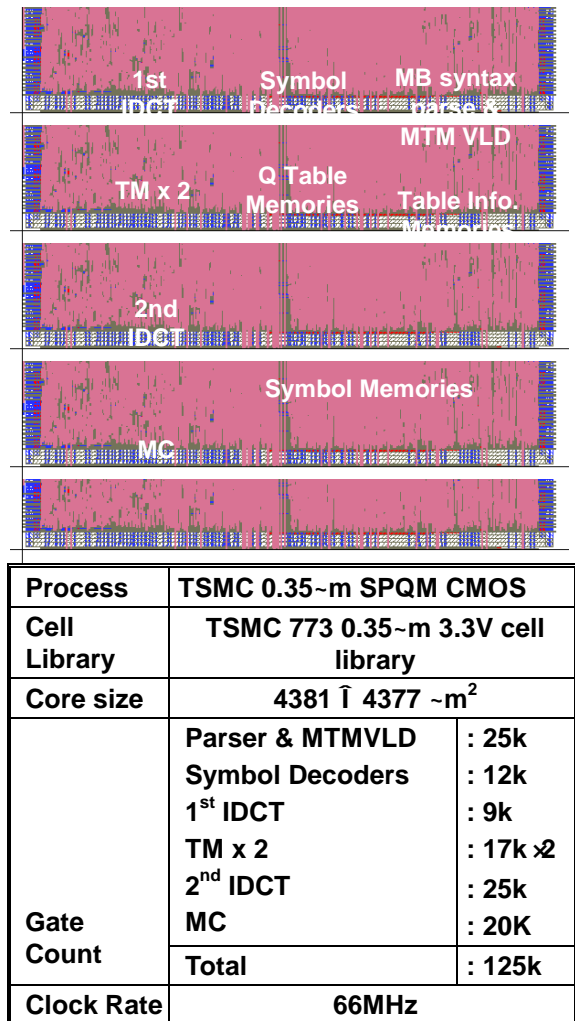 1st
IDCT
Symbol
Decoders
MB syntax
parse &
MTM VLD
TM x 2
Q Table
Memories
Table Info.
Memories
2nd
IDCT
Symbol Memories
MC
Process TSMC 0.35~m SPQM CMOS
Cell Library TSMC 773 0.35~m 3.3V cell
library
Core size 4381 Î 4377 ~m²
Gate Count
Parser & MTMVLD : 25k
Symbol Decoders : 12k
1st IDCT : 9k
TM x 2 : 17k ×2
2nd IDCT : 25k
MC : 20K
Total : 125k
Clock Rate 66MHz